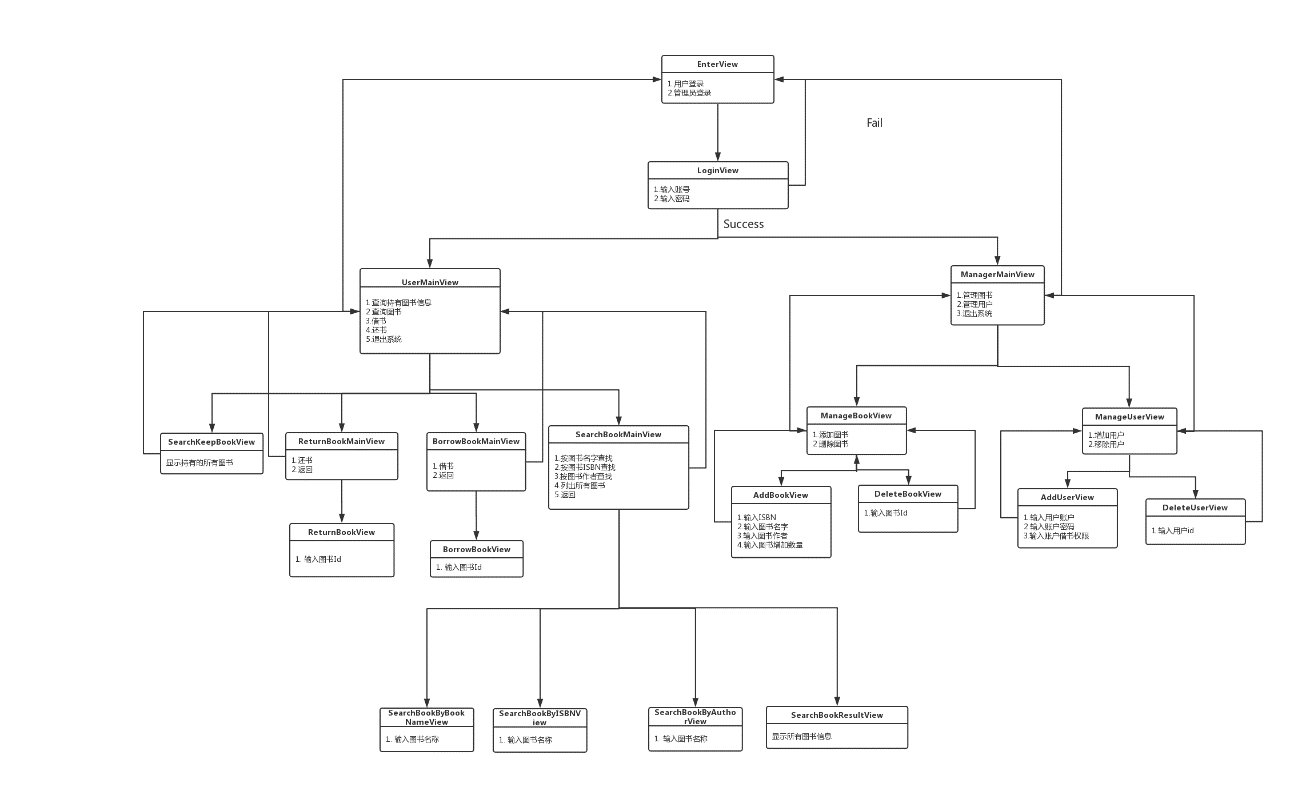 EnterView
1.用户登录
2.管理员登录
Fail
LoginView
1.输入账号
2.输入密码
Success
UserMainView
1.查询持有图书信息
2.查询图书
3.借书
4.还书
5.退出系统
ManagerMainView
1.管理图书
2.管理用户
3.退出系统
SearchKeepBookView
显示持有的所有图书
ReturnBookMainView
1.还书
2.返回
BorrowBookMainView
1.借书
2.返回
SearchBookMainView
1.按图书名字查找
2.按图书ISBN查找
3.按图书作者查找
4.列出所有图书
5.返回
ManageBookView
1.添加图书
2.删除图书
ManageUserView
1.增加用户
2.移除用户
AddBookView
1.输入ISBN
2.输入图书名字
3.输入图书作者
4.输入图书增加数量
DeleteBookView
1.输入图书Id
AddUserView
1.输入用户账户
2.输入账户密码
3.输入账户借书权限
DeleteUserView
1.输入用户id
ReturnBookView
1. 输入图书Id
BorrowBookView
1. 输入图书Id
SearchBookByBook
NameView
1. 输入图书名称
SearchBookByISBNV
iew
1. 输入图书名称
SearchBookByAutho
rView
1. 输入图书名称
SearchBookResultView
显示所有图书信息